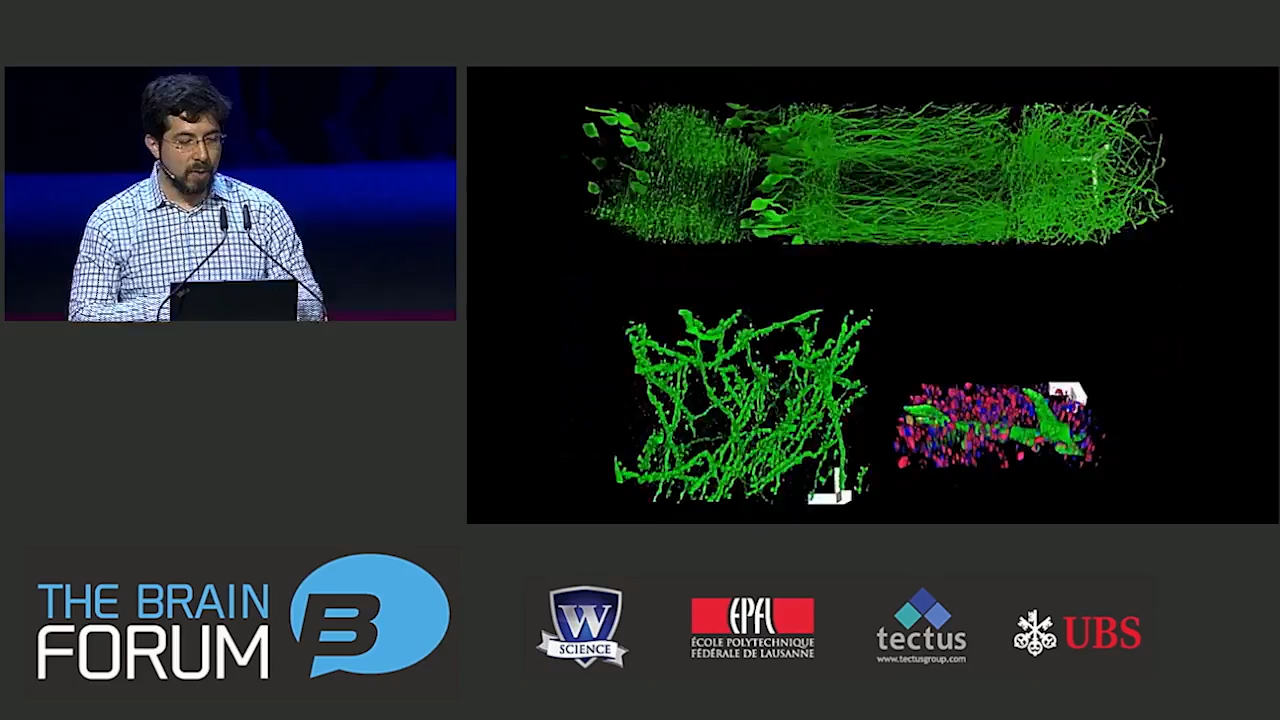 THE BRAIN
FORUM
B
W
SCIENCE
EPFL
ÉCOLE POLYTECHNIQUE
FÉDÉRALE DE LAUSANNE
tectus
www.tectusgroup.com
UBS